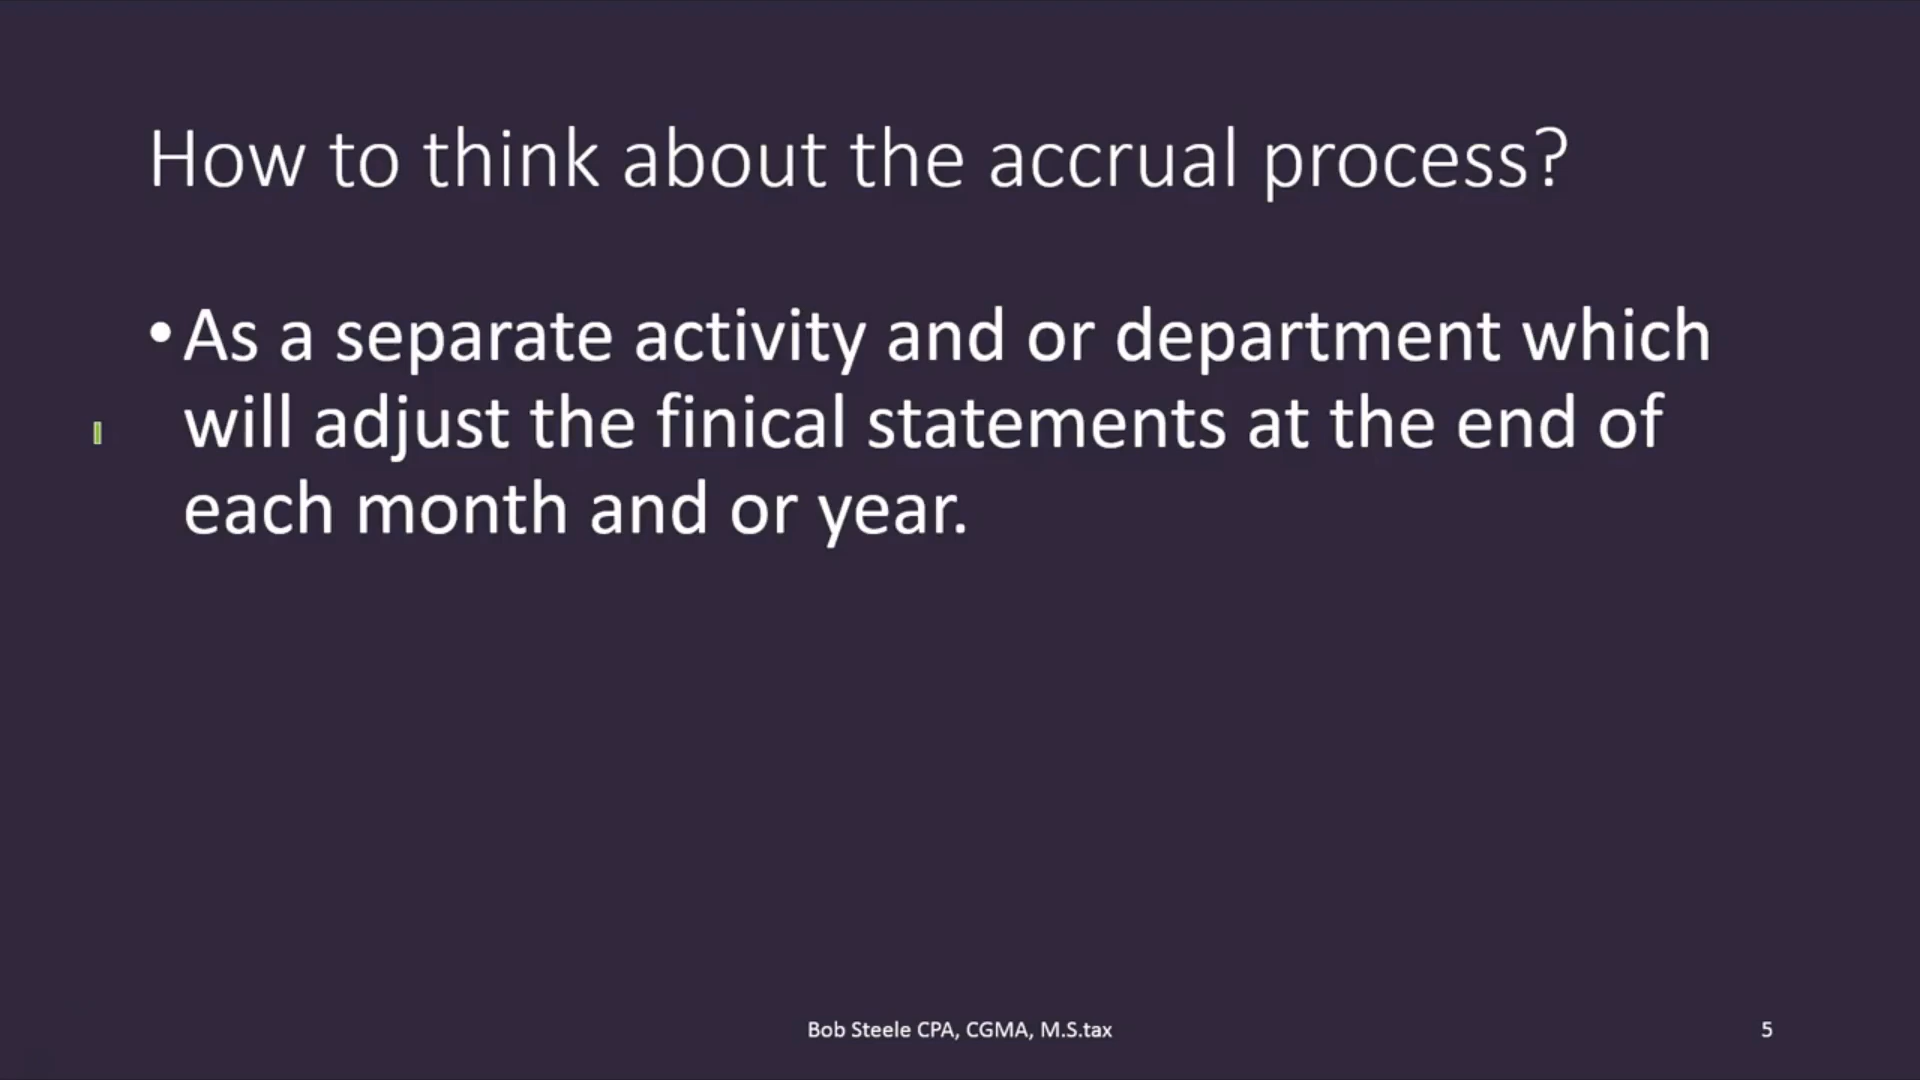 How to think about the accrual process?
•As a separate activity and or department which
will adjust the finical statements at the end of
each month and or year.
Bob Steele CPA, CGMA, M.S.tax
5